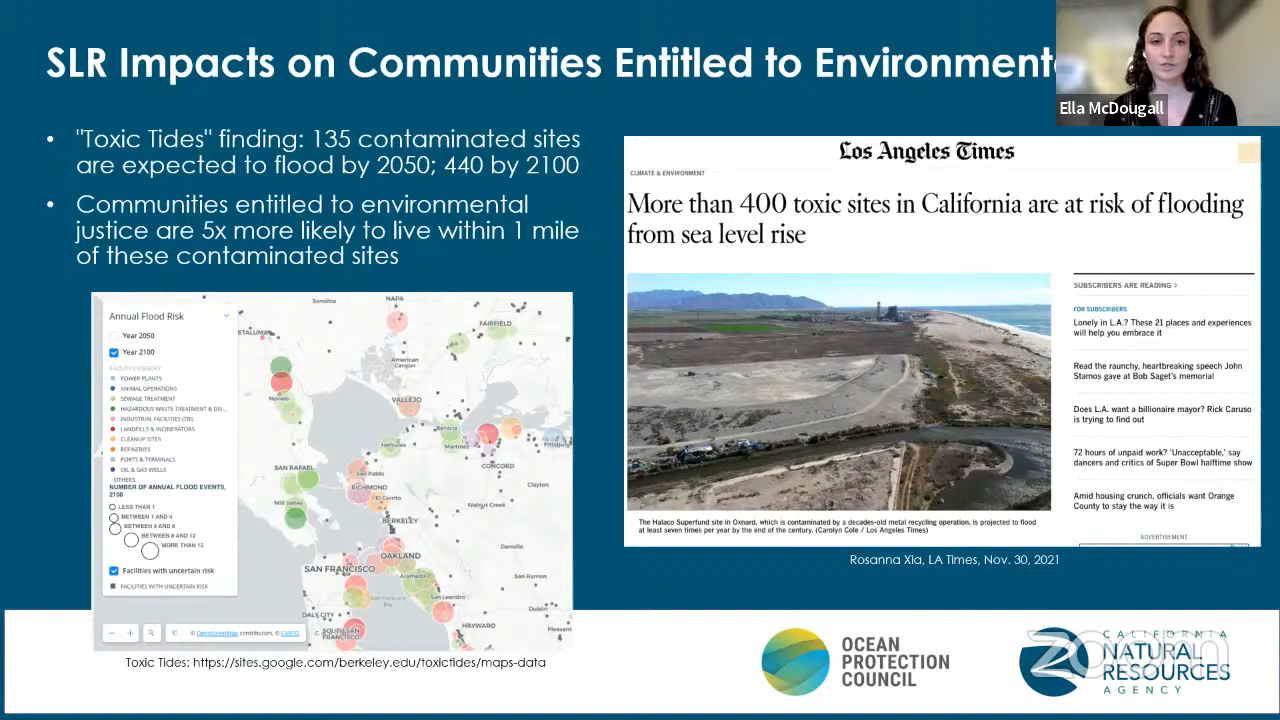 SLR Impacts on Communities Entitled to Environment
Ella McDougall
• "Toxic Tides" finding: 135 contaminated sites
are expected to flood by 2050; 440 by 2100
• Communities entitled to environmental
justice are 5x more likely to live within 1 mile
of these contaminated sites
Annual Flood Risk
Year 2050
Year 2100
FACILITY CATEGORY
POWER PLANTS
ANIMAL OPERATIONS
SEWAGE TREATMENT
HAZARDOUS WASTE TREATMENT & DIS...
INDUSTRIAL FACILITIES (TRI)
LANDFILLS & INCINERATORS
CLEANUP SITES
REFINERIES
PORTS & TERMINALS
OIL & GAS WELLS
OTHERS
NUMBER OF ANNUAL FLOOD EVENTS,
2100
LESS THAN 1
BETWEEN 1 AND 4
BETWEEN 4 AND 8
BETWEEN 8 AND 12
MORE THAN 12
Facilities with uncertain risk
FACILITIES WITH UNCERTAIN RISK
© OpenStreetMap contributors, © CARTO
Sonoma
NAPA
ETALUMA
FAIRFIELD
American
Canyon
Novato
VALLEJO
Benicia
Hercules
Martinez
Pittsburg
SAN RAFAEL
San Pablo
CONCORD
Clayton
RICHMOND
Mill Valley
El Cerrito
Walnut Creek
BERKELEY
Danville
OAKLAND
SAN FRANCISCO
Alameda
San Ramon
San Francisco
Bay
San Leandro
DALY CITY
Dublin
HAYWARD
Pleasant
SOUTH SAN
FRANCISCO
Toxic Tides: https://sites.google.com/berkeley.edu/toxictides/maps-data
Los Angeles Times
CLIMATE & ENVIRONMENT
More than 400 toxic sites in California are at risk of flooding
from sea level rise
The Halaco Superfund site in Oxnard, which is contaminated by a decades-old metal recycling operation, is projected to flood
at least seven times per year by the end of the century. (Carolyn Cole / Los Angeles Times)
SUBSCRIBERS ARE READING >
FOR SUBSCRIBERS
Lonely in L.A.? These 21 places and experiences
will help you embrace it
Read the raunchy, heartbreaking speech John
Stamos gave at Bob Saget's memorial
Does L.A. want a billionaire mayor? Rick Caruso
is trying to find out
72 hours of unpaid work? 'Unacceptable,' say
dancers and critics of Super Bowl halftime show
Amid housing crunch, officials want Orange
County to stay the way it is
ADVERTISEMENT
Rosanna Xia, LA Times, Nov. 30, 2021
OCEAN
PROTECTION
COUNCIL
CALIFORNIA
NATURAL
RESOURCES
AGENCY
zoom